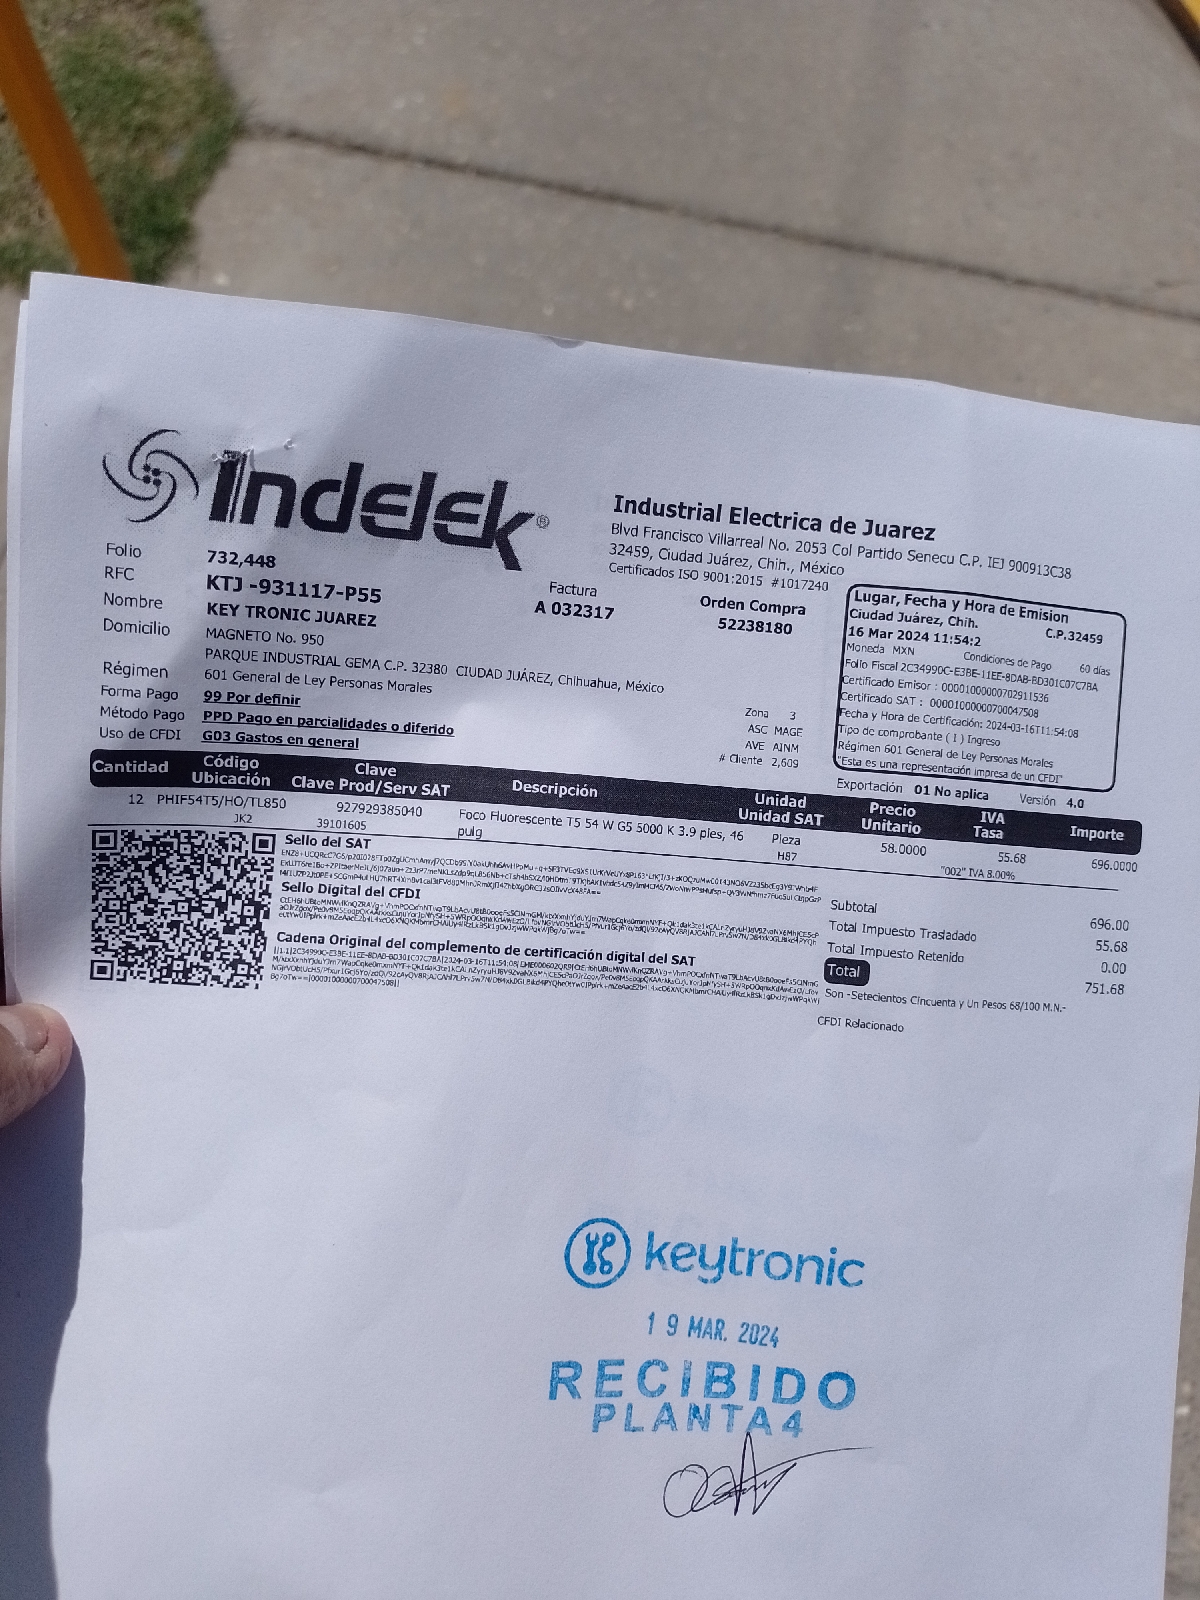 Indelek®
Industrial Electrica de Juarez
Blvd Francisco Villarreal No. 2053 Col Partido Senecu C.P. IEJ 900913C38
32459, Ciudad Juárez, Chih., México
Certificados ISO 9001:2015 #1017240
Folio 732,448
RFC KTJ -931117-P55
Nombre KEY TRONIC JUAREZ
Domicilio MAGNETO No. 950
PARQUE INDUSTRIAL GEMA C.P. 32380 CIUDAD JUÁREZ, Chihuahua, México
Régimen 601 General de Ley Personas Morales
Forma Pago 99 Por definir
Método Pago PPD Pago en parcialidades o diferido
Uso de CFDI G03 Gastos en general
Factura
A 032317
Orden Compra
52238180
Zona 3
ASC MAGE
AVE AINM
# Cliente 2,609
Lugar, Fecha y Hora de Emision
Ciudad Juárez, Chih. C.P.32459
16 Mar 2024 11:54:2
Moneda MXN Condiciones de Pago 60 días
Folio Fiscal 2C34990C-E3BE-11EE-8DAB-BD301C07C7BA
Certificado Emisor : 00001000000702911536
Certificado SAT : 00001000000700047508
Fecha y Hora de Certificación: 2024-03-16T11:54:08
Tipo de comprobante ( I ) Ingreso
Régimen 601 General de Ley Personas Morales
"Esta es una representación impresa de un CFDI"
Exportación 01 No aplica Versión 4.0
Cantidad Código Ubicación Clave Clave Prod/Serv SAT Descripción Unidad Unidad SAT Precio Unitario IVA Tasa Importe
12 PHIF54T5/HO/TL850 927929385040 Foco Fluorescente T5 54 W G5 5000 K 3.9 pies, 46 Pieza 58.0000 55.68 696.0000
JK2 39101605 pulg H87 "002" IVA 8.00%
Sello del SAT
Sello Digital del CFDI
Cadena Original del complemento de certificación digital del SAT
Subtotal 696.00
Total Impuesto Trasladado 55.68
Total Impuesto Retenido 0.00
Total 751.68
Son -Setecientos Cincuenta y Un Pesos 68/100 M.N.-
CFDI Relacionado
keytronic
19 MAR. 2024
RECIBIDO
PLANTA 4